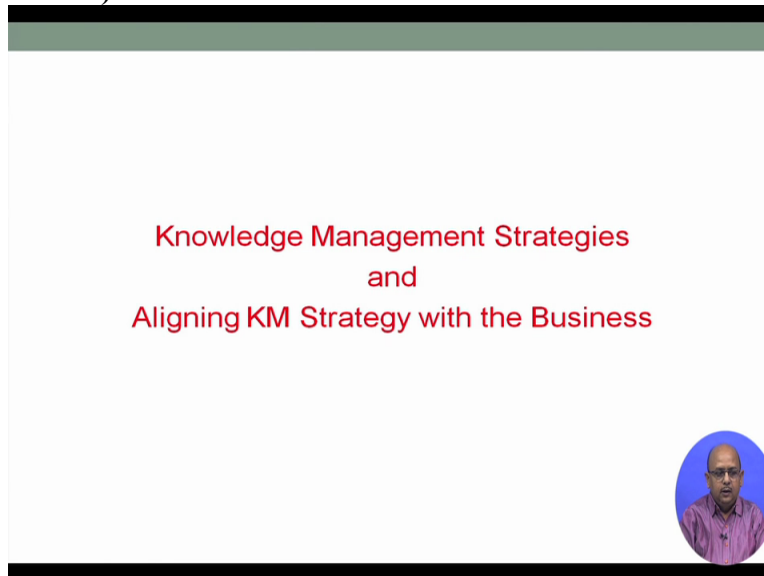 Knowledge Management Strategies
and
Aligning KM Strategy with the Business